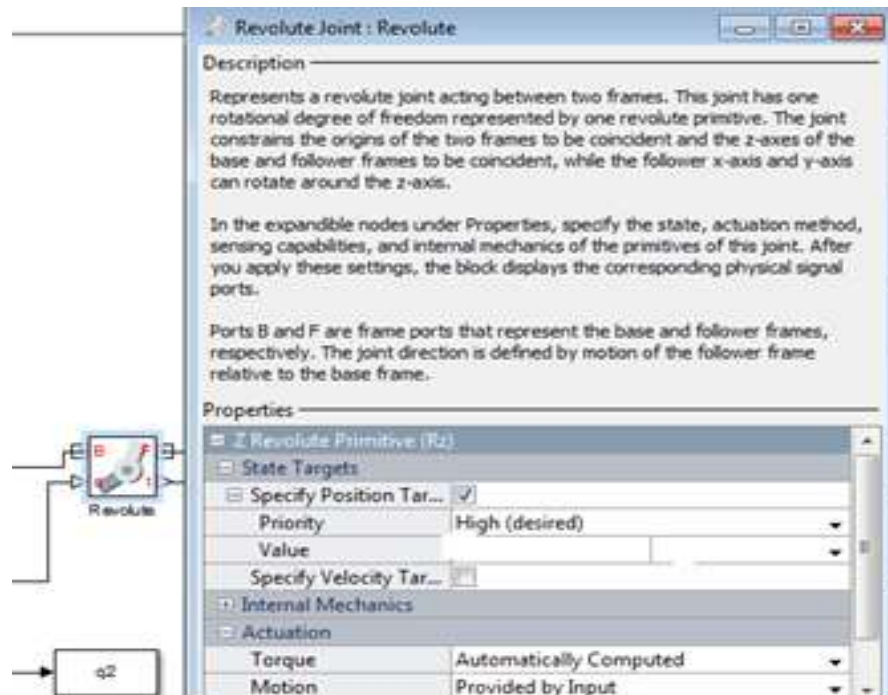 Revolute Joint : Revolute
Description
Represents a revolute joint acting between two frames. This joint has one
rotational degree of freedom represented by one revolute primitive. The joint
constrains the origins of the two frames to be coincident and the z-axes of the
base and follower frames to be coincident, while the follower x-axis and y-axis
can rotate around the z-axis.
In the expandible nodes under Properties, specify the state, actuation method,
sensing capabilities, and internal mechanics of the primitives of this joint. After
you apply these settings, the block displays the corresponding physical signal
ports.
Ports B and F are frame ports that represent the base and follower frames,
respectively. The joint direction is defined by motion of the follower frame
relative to the base frame.
Properties
Z Revolute Primitive (Rz)
State Targets
Specify Position Tar...
Priority High (desired)
Value
Specify Velocity Tar...
Internal Mechanics
Actuation
Torque Automatically Computed
Motion Provided by Input
B F
t
Revolute
q2